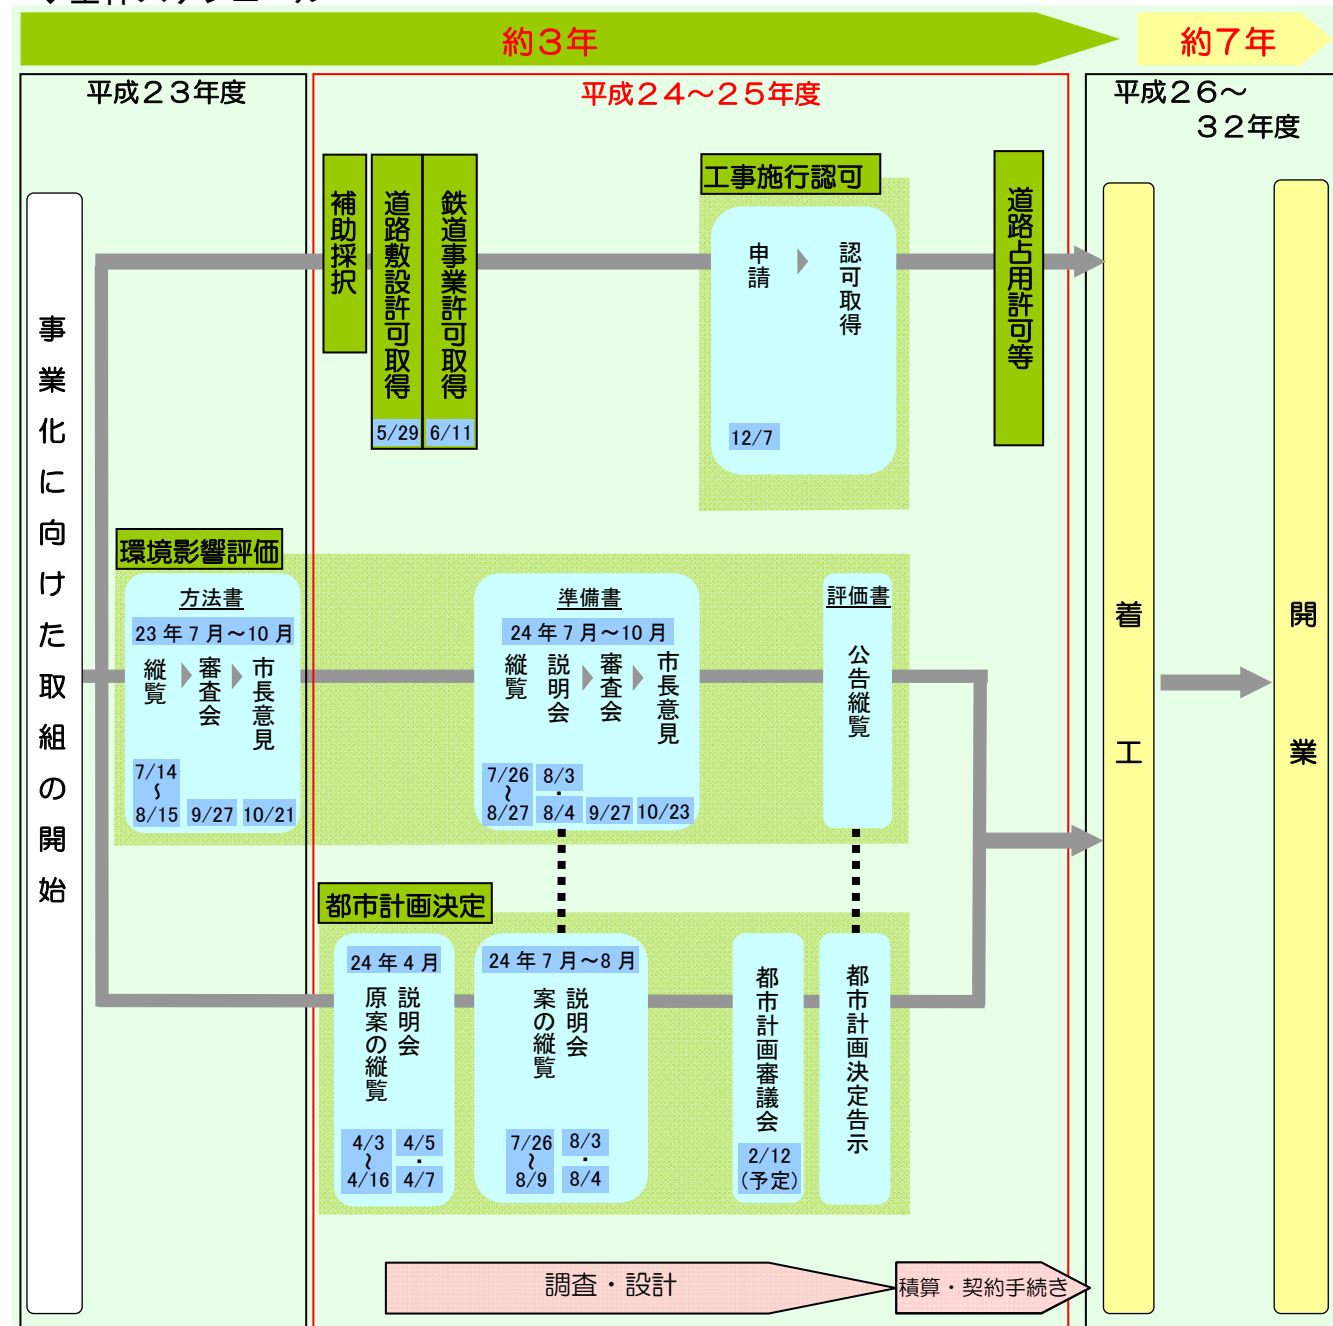 約3年
約7年
平成23年度
平成24～25年度
平成26～
32年度
事業化に向けた取組の開始
補助採択
道路敷設許可取得
5/29
鉄道事業許可取得
6/11
工事施行認可
申請
認可取得
12/7
道路占用許可等
環境影響評価
方法書
23年7月～10月
縦覧
審査会
市長意見
7/14
～
8/15
9/27
10/21
準備書
24年7月～10月
縦覧
説明会
審査会
市長意見
7/26
～
8/27
8/3
・
8/4
9/27
10/23
評価書
公告縦覧
都市計画決定
24年4月
原案の縦覧
説明会
4/3
～
4/16
4/5
・
4/7
24年7月～8月
案の縦覧
説明会
7/26
～
8/9
8/3
・
8/4
都市計画審議会
2/12
(予定)
都市計画決定告示
着工
開業
調査・設計
積算・契約手続き